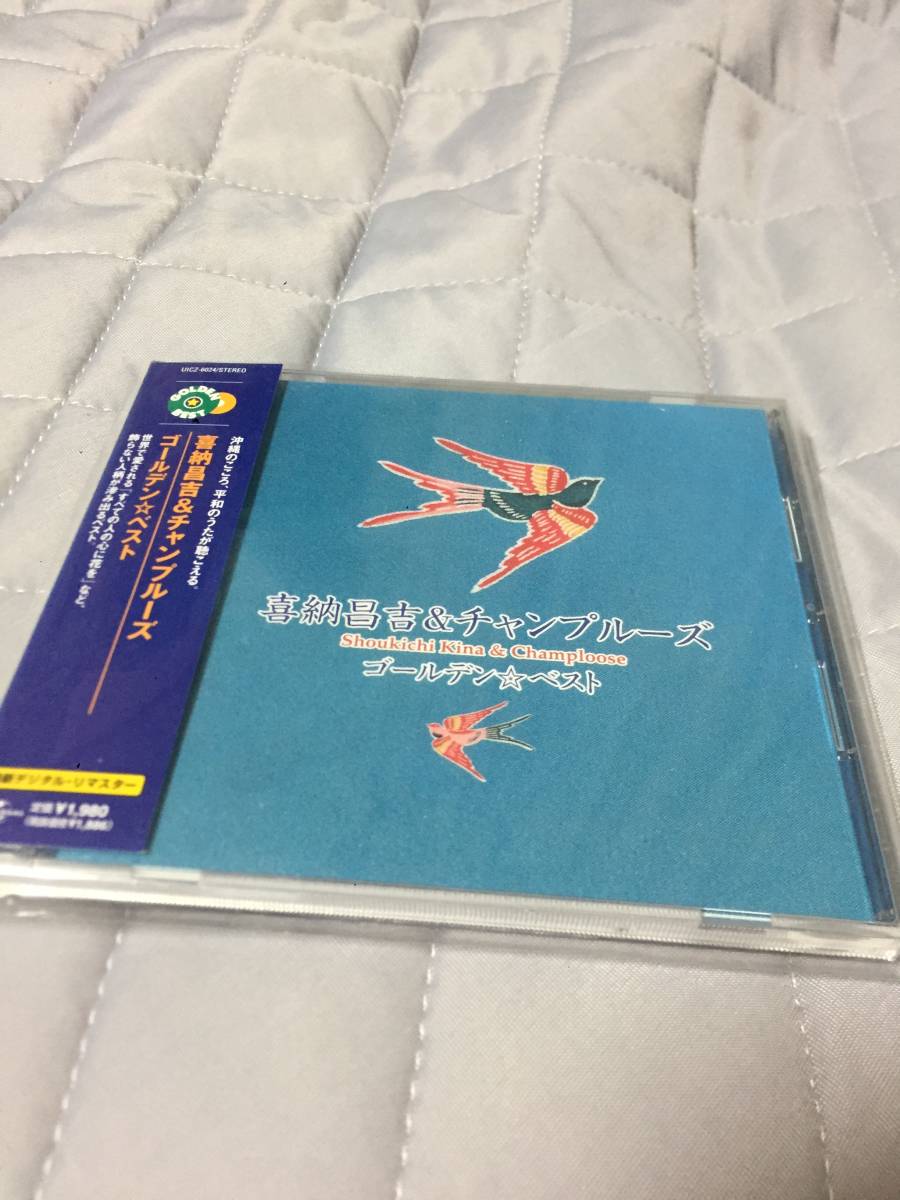 UICZ-6024/STEREO
GOLDEN
BEST
沖縄のこころ、平和のうたが聴こえる。
喜納昌吉&チャンプルーズ
ゴールデン☆ベスト
世界で愛される「すべての人の心に花を」など、
飾らない人柄が滲み出るベスト。
デジタル・リマスター
定価¥1,980
喜納昌吉&チャンプルーズ
Shoukichi Kina & Champloose
ゴールデン☆ベスト